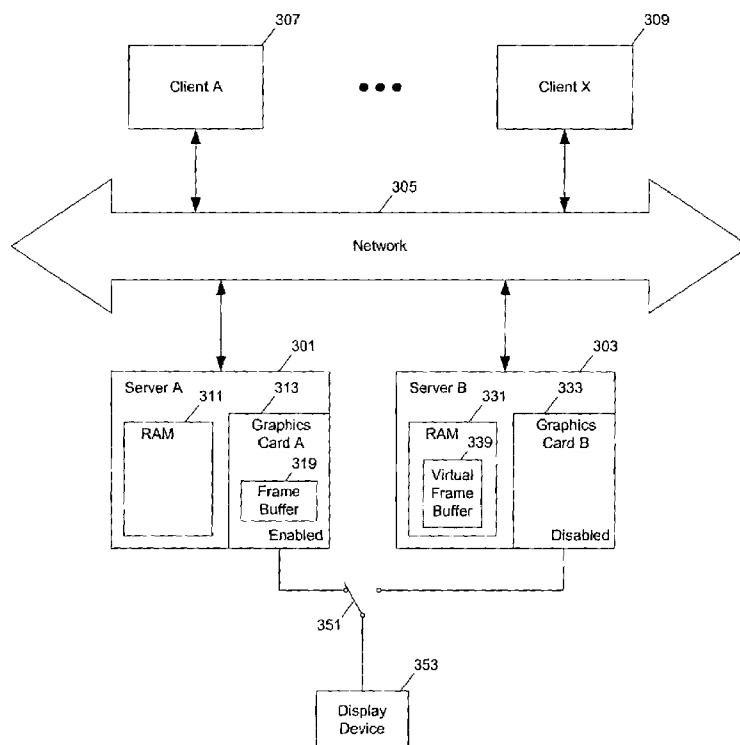 307
309
Client A
Client X
305
Network
301
303
Server A
313
311
RAM
Graphics
Card A
319
Frame
Buffer
Enabled
Server B
333
331
RAM
Graphics
Card B
339
Virtual
Frame
Buffer
Disabled
351
353
Display
Device